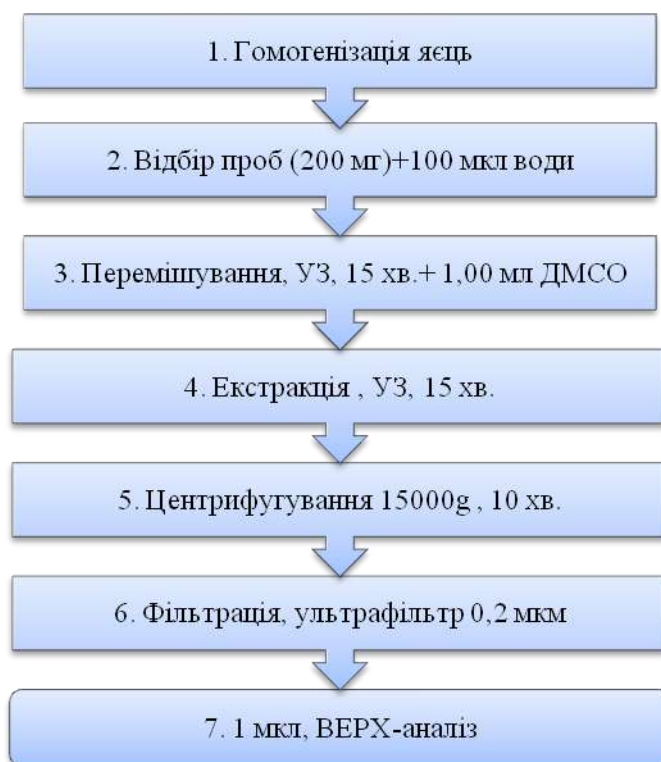 1. Гомогенізація яєць
2. Відбір проб (200 мг)+100 мкл води
3. Перемішування, УЗ, 15 хв.+ 1,00 мл ДМСО
4. Екстракція , УЗ, 15 хв.
5. Центрифугування 15000g , 10 хв.
6. Фільтрація, ультрафільтр 0,2 мкм
7. 1 мкл, ВЕРХ-аналіз